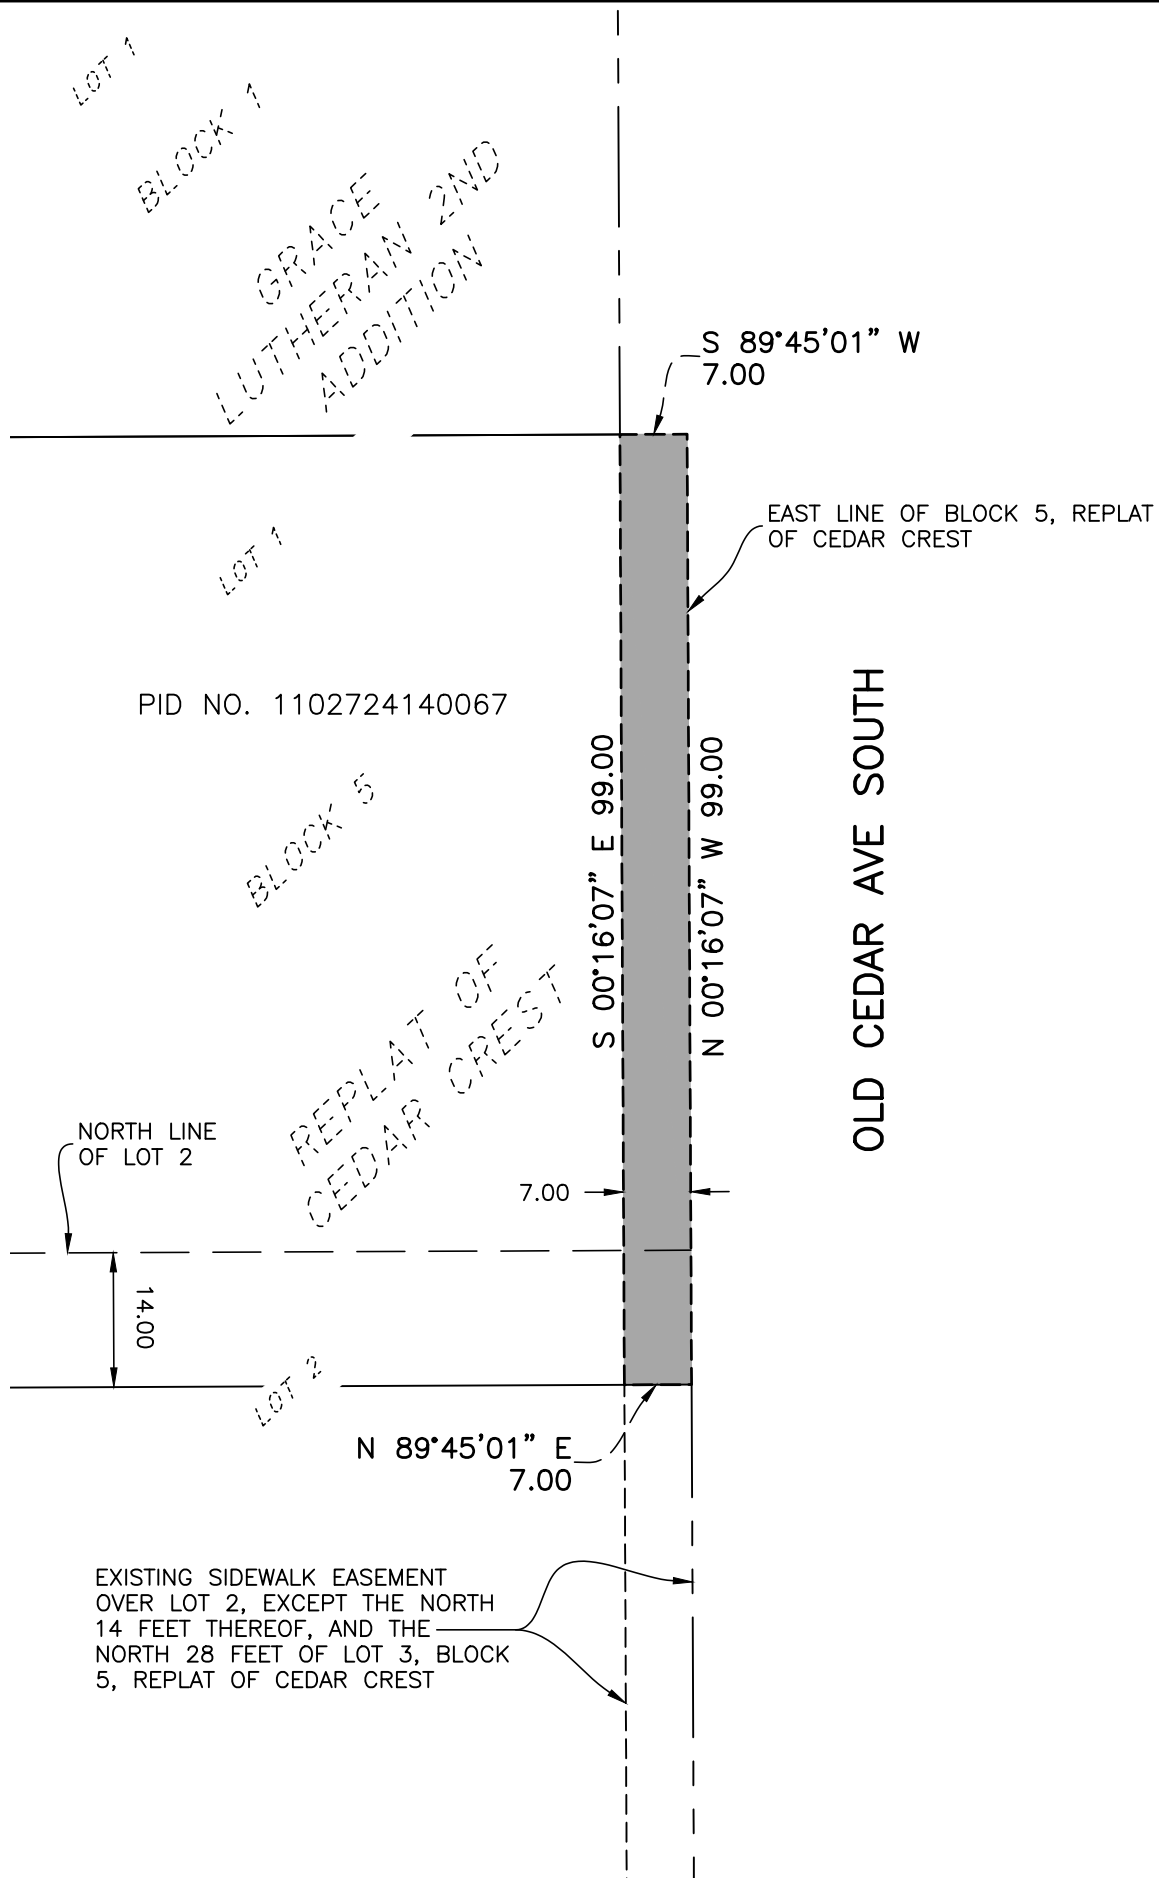 LOT 1
BLOCK 1
GRACE
LUTHERAN 2ND
ADDITION
S 89°45'01" W
7.00
EAST LINE OF BLOCK 5, REPLAT
OF CEDAR CREST
LOT 1
PID NO. 1102724140067
BLOCK 5
S 00°16'07" E 99.00
N 00°16'07" W 99.00
OLD CEDAR AVE SOUTH
REPLAT OF
CEDAR CREST
NORTH LINE
OF LOT 2
7.00
14.00
LOT 2
N 89°45'01" E
7.00
EXISTING SIDEWALK EASEMENT
OVER LOT 2, EXCEPT THE NORTH
14 FEET THEREOF, AND THE
NORTH 28 FEET OF LOT 3, BLOCK
5, REPLAT OF CEDAR CREST